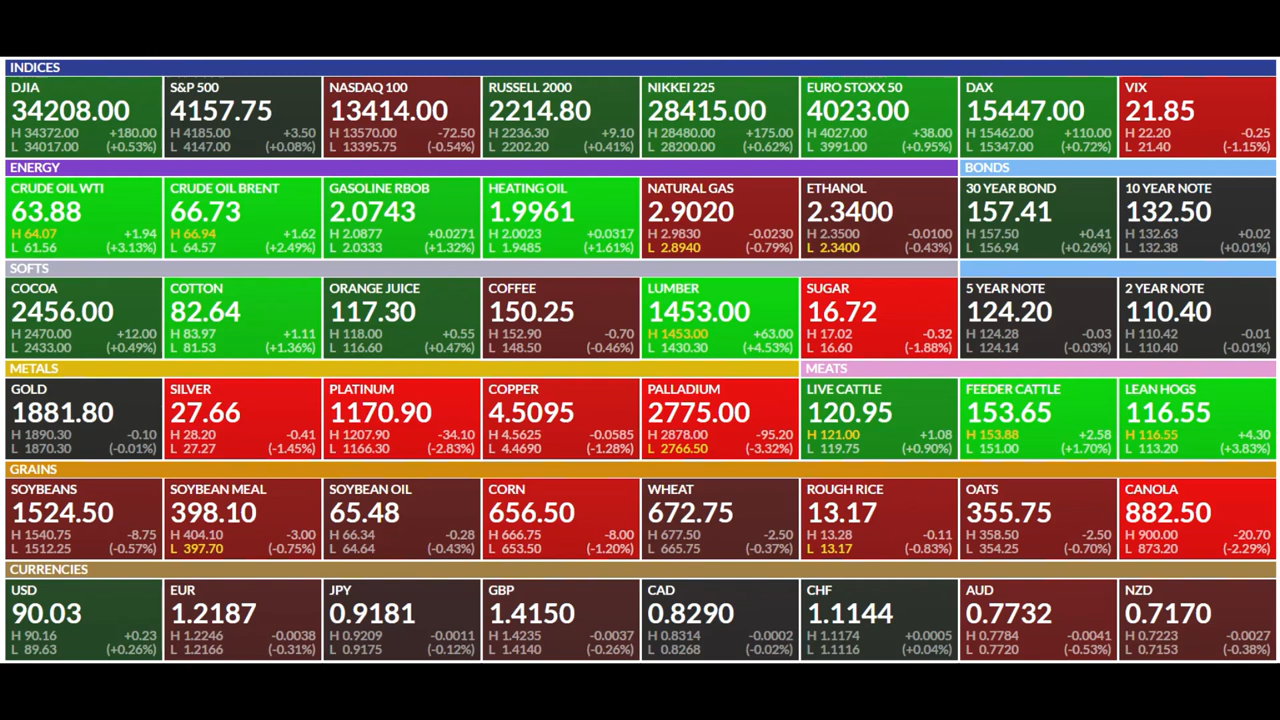 INDICES
DJIA
34208.00
H 34372.00 +180.00
L 34017.00 (+0.53%)
S&P 500
4157.75
H 4185.00 +3.50
L 4147.00 (+0.08%)
NASDAQ 100
13414.00
H 13570.00 -72.50
L 13395.75 (-0.54%)
RUSSELL 2000
2214.80
H 2236.30 +9.10
L 2202.20 (+0.41%)
NIKKEI 225
28415.00
H 28480.00 +175.00
L 28200.00 (+0.62%)
EURO STOXX 50
4023.00
H 4027.00 +38.00
L 3991.00 (+0.95%)
DAX
15447.00
H 15462.00 +110.00
L 15347.00 (+0.72%)
VIX
21.85
H 22.20 -0.25
L 21.40 (-1.15%)
ENERGY
CRUDE OIL WTI
63.88
H 64.07 +1.94
L 61.56 (+3.13%)
CRUDE OIL BRENT
66.73
H 66.94 +1.62
L 64.57 (+2.49%)
GASOLINE RBOB
2.0743
H 2.0877 +0.0271
L 2.0333 (+1.32%)
HEATING OIL
1.9961
H 2.0023 +0.0317
L 1.9485 (+1.61%)
NATURAL GAS
2.9020
H 2.9830 -0.0230
L 2.8940 (-0.79%)
ETHANOL
2.3400
H 2.3500 -0.0100
L 2.3400 (-0.43%)
BONDS
30 YEAR BOND
157.41
H 157.50 +0.41
L 156.94 (+0.26%)
10 YEAR NOTE
132.50
H 132.63 +0.02
L 132.38 (+0.01%)
SOFTS
COCOA
2456.00
H 2470.00 +12.00
L 2433.00 (+0.49%)
COTTON
82.64
H 83.97 +1.11
L 81.53 (+1.36%)
ORANGE JUICE
117.30
H 118.00 +0.55
L 116.60 (+0.47%)
COFFEE
150.25
H 152.90 -0.70
L 148.50 (-0.46%)
LUMBER
1453.00
H 1453.00 +63.00
L 1430.30 (+4.53%)
SUGAR
16.72
H 17.02 -0.32
L 16.60 (-1.88%)
5 YEAR NOTE
124.20
H 124.28 -0.03
L 124.14 (-0.03%)
2 YEAR NOTE
110.40
H 110.42 -0.01
L 110.40 (-0.01%)
METALS
GOLD
1881.80
H 1890.30 -0.10
L 1870.30 (-0.01%)
SILVER
27.66
H 28.20 -0.41
L 27.27 (-1.45%)
PLATINUM
1170.90
H 1207.90 -34.10
L 1166.30 (-2.83%)
COPPER
4.5095
H 4.5625 -0.0585
L 4.4690 (-1.28%)
PALLADIUM
2775.00
H 2878.00 -95.20
L 2766.50 (-3.32%)
MEATS
LIVE CATTLE
120.95
H 121.00 +1.08
L 119.75 (+0.90%)
FEEDER CATTLE
153.65
H 153.88 +2.58
L 151.00 (+1.70%)
LEAN HOGS
116.55
H 116.55 +4.30
L 113.20 (+3.83%)
GRAINS
SOYBEANS
1524.50
H 1540.75 -8.75
L 1512.25 (-0.57%)
SOYBEAN MEAL
398.10
H 404.10 -3.00
L 397.70 (-0.75%)
SOYBEAN OIL
65.48
H 66.34 -0.28
L 64.64 (-0.43%)
CORN
656.50
H 666.75 -8.00
L 653.50 (-1.20%)
WHEAT
672.75
H 677.50 -2.50
L 665.75 (-0.37%)
ROUGH RICE
13.17
H 13.28 -0.11
L 13.17 (-0.83%)
OATS
355.75
H 358.50 -2.50
L 354.25 (-0.70%)
CANOLA
882.50
H 900.00 -20.70
L 873.20 (-2.29%)
CURRENCIES
USD
90.03
H 90.16 +0.23
L 89.63 (+0.26%)
EUR
1.2187
H 1.2246 -0.0038
L 1.2166 (-0.31%)
JPY
0.9181
H 0.9209 -0.0011
L 0.9175 (-0.12%)
GBP
1.4150
H 1.4235 -0.0037
L 1.4140 (-0.26%)
CAD
0.8290
H 0.8314 -0.0002
L 0.8268 (-0.02%)
CHF
1.1144
H 1.1174 +0.0005
L 1.1116 (+0.04%)
AUD
0.7732
H 0.7784 -0.0041
L 0.7720 (-0.53%)
NZD
0.7170
H 0.7223 -0.0027
L 0.7153 (-0.38%)